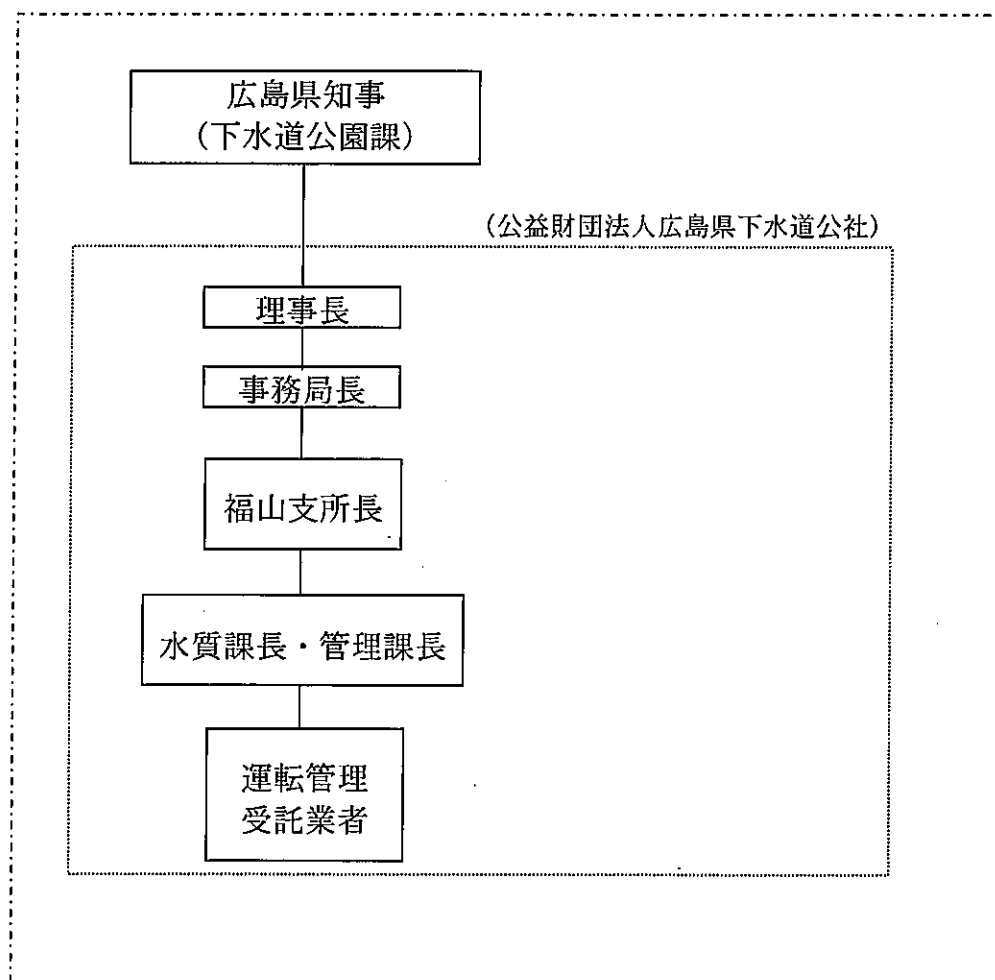 広島県知事
(下水道公園課)
(公益財団法人広島県下水道公社)
理事長
事務局長
福山支所長
水質課長・管理課長
運転管理
受託業者